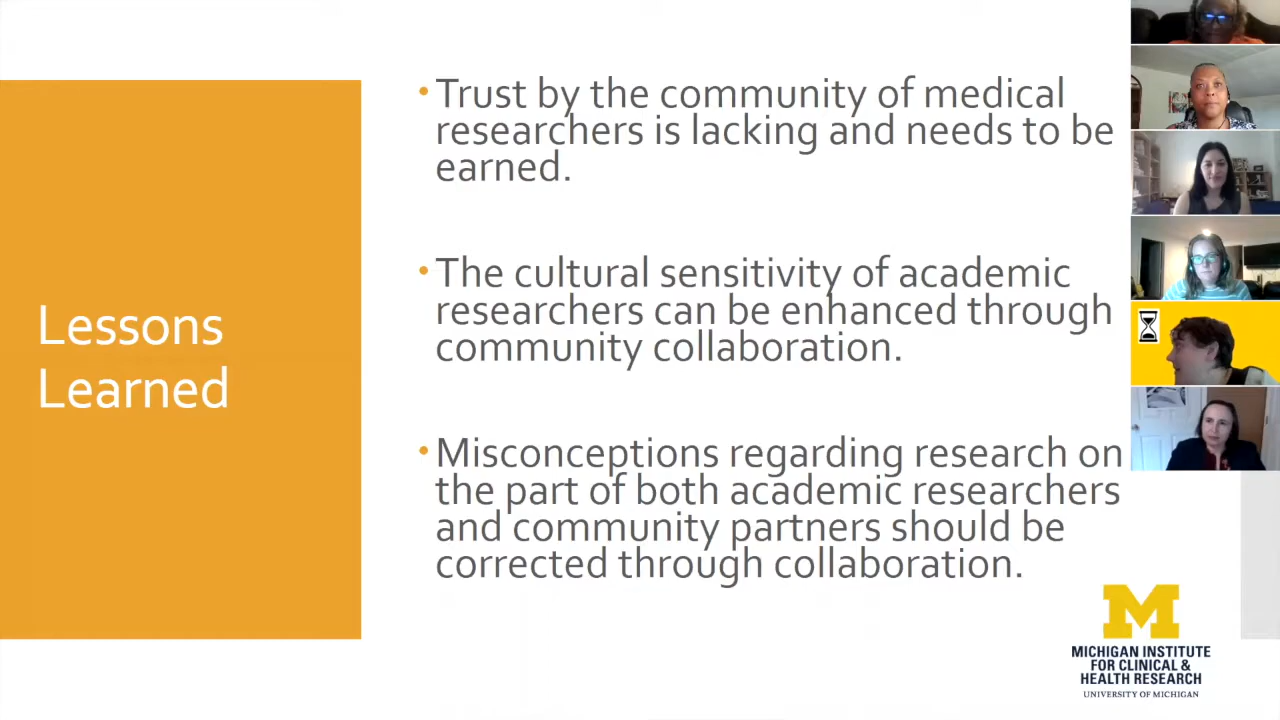 Lessons
Learned
•Trust by the community of medical
researchers is lacking and needs to be
earned.
•The cultural sensitivity of academic
researchers can be enhanced through
community collaboration.
•Misconceptions regarding research on
the part of both academic researchers
and community partners should be
corrected through collaboration.
M
MICHIGAN INSTITUTE
FOR CLINICAL &
HEALTH RESEARCH
UNIVERSITY OF MICHIGAN